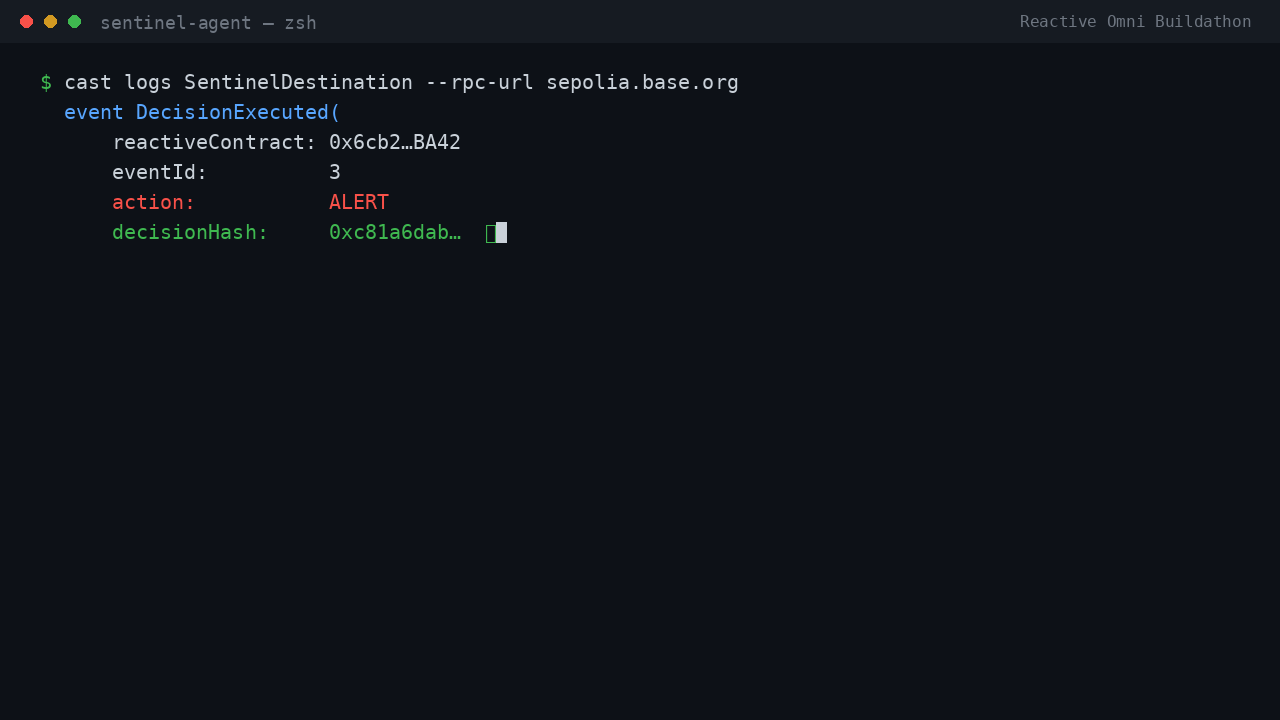 sentinel-agent — zsh
Reactive Omni Buildathon
$ cast logs SentinelDestination --rpc-url sepolia.base.org
event DecisionExecuted(
reactiveContract: 0x6cb2…BA42
eventId: 3
action: ALERT
decisionHash: 0xc81a6dab…